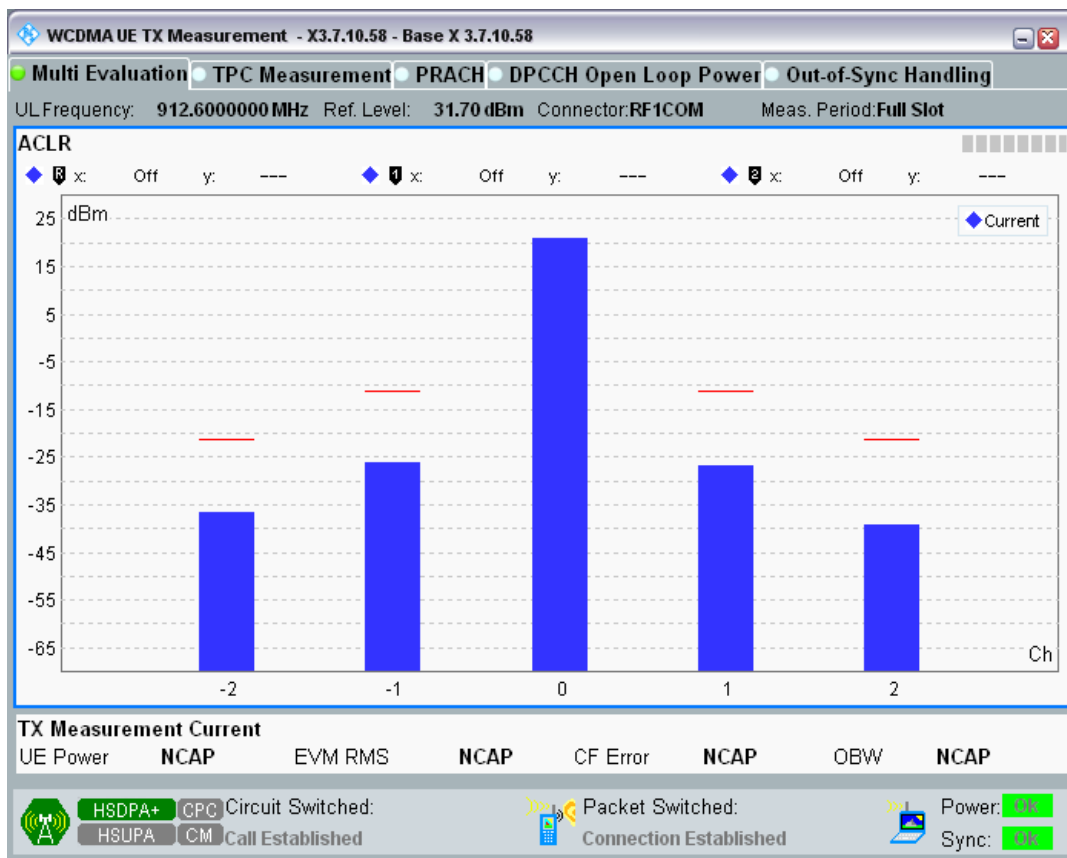 WCDMA UE TX Measurement - X3.7.10.58 - Base X 3.7.10.58
Multi Evaluation TPC Measurement PRACH DPCCH Open Loop Power Out-of-Sync Handling
UL Frequency: 912.6000000 MHz Ref. Level: 31.70 dBm Connector:RF1COM Meas. Period:Full Slot
ACLR
R x: Off y: --- 1 x: Off y: --- 2 x: Off y: ---
dBm
Current
25
15
5
-5
-15
-25
-35
-45
-55
-65
Ch
-2 -1 0 1 2
TX Measurement Current
UE Power NCAP EVM RMS NCAP CF Error NCAP OBW NCAP
HSDPA+ CPC Circuit Switched: Packet Switched: Power: Ok
HSUPA CM Call Established Connection Established Sync: Ok